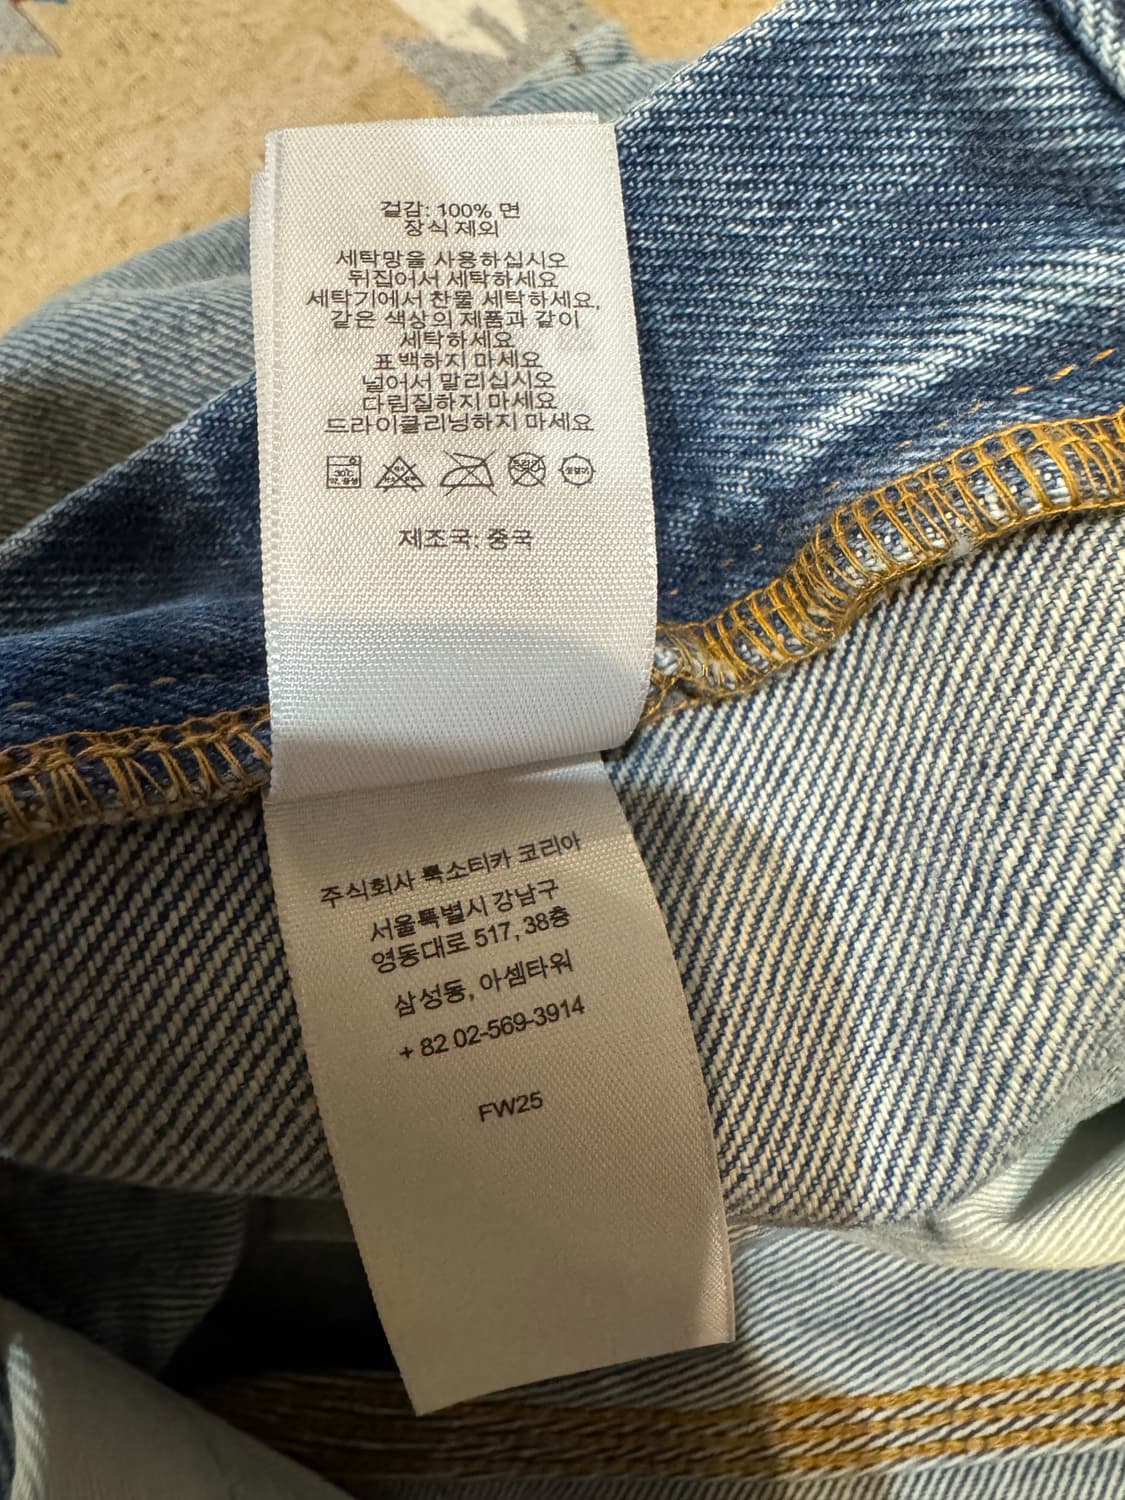 겉감: 100% 면
장식 제외
세탁망을 사용하십시오
뒤집어서 세탁하세요
세탁기에서 찬물 세탁하세요,
같은 색상의 제품과 같이
세탁하세요
표백하지 마세요
널어서 말리십시오
다림질하지 마세요
드라이클리닝하지 마세요
30℃
제조국: 중국
주식회사 룩소티카 코리아
서울특별시 강남구
영동대로 517, 38층
삼성동, 아셈타워
+ 82 02-569-3914
FW25